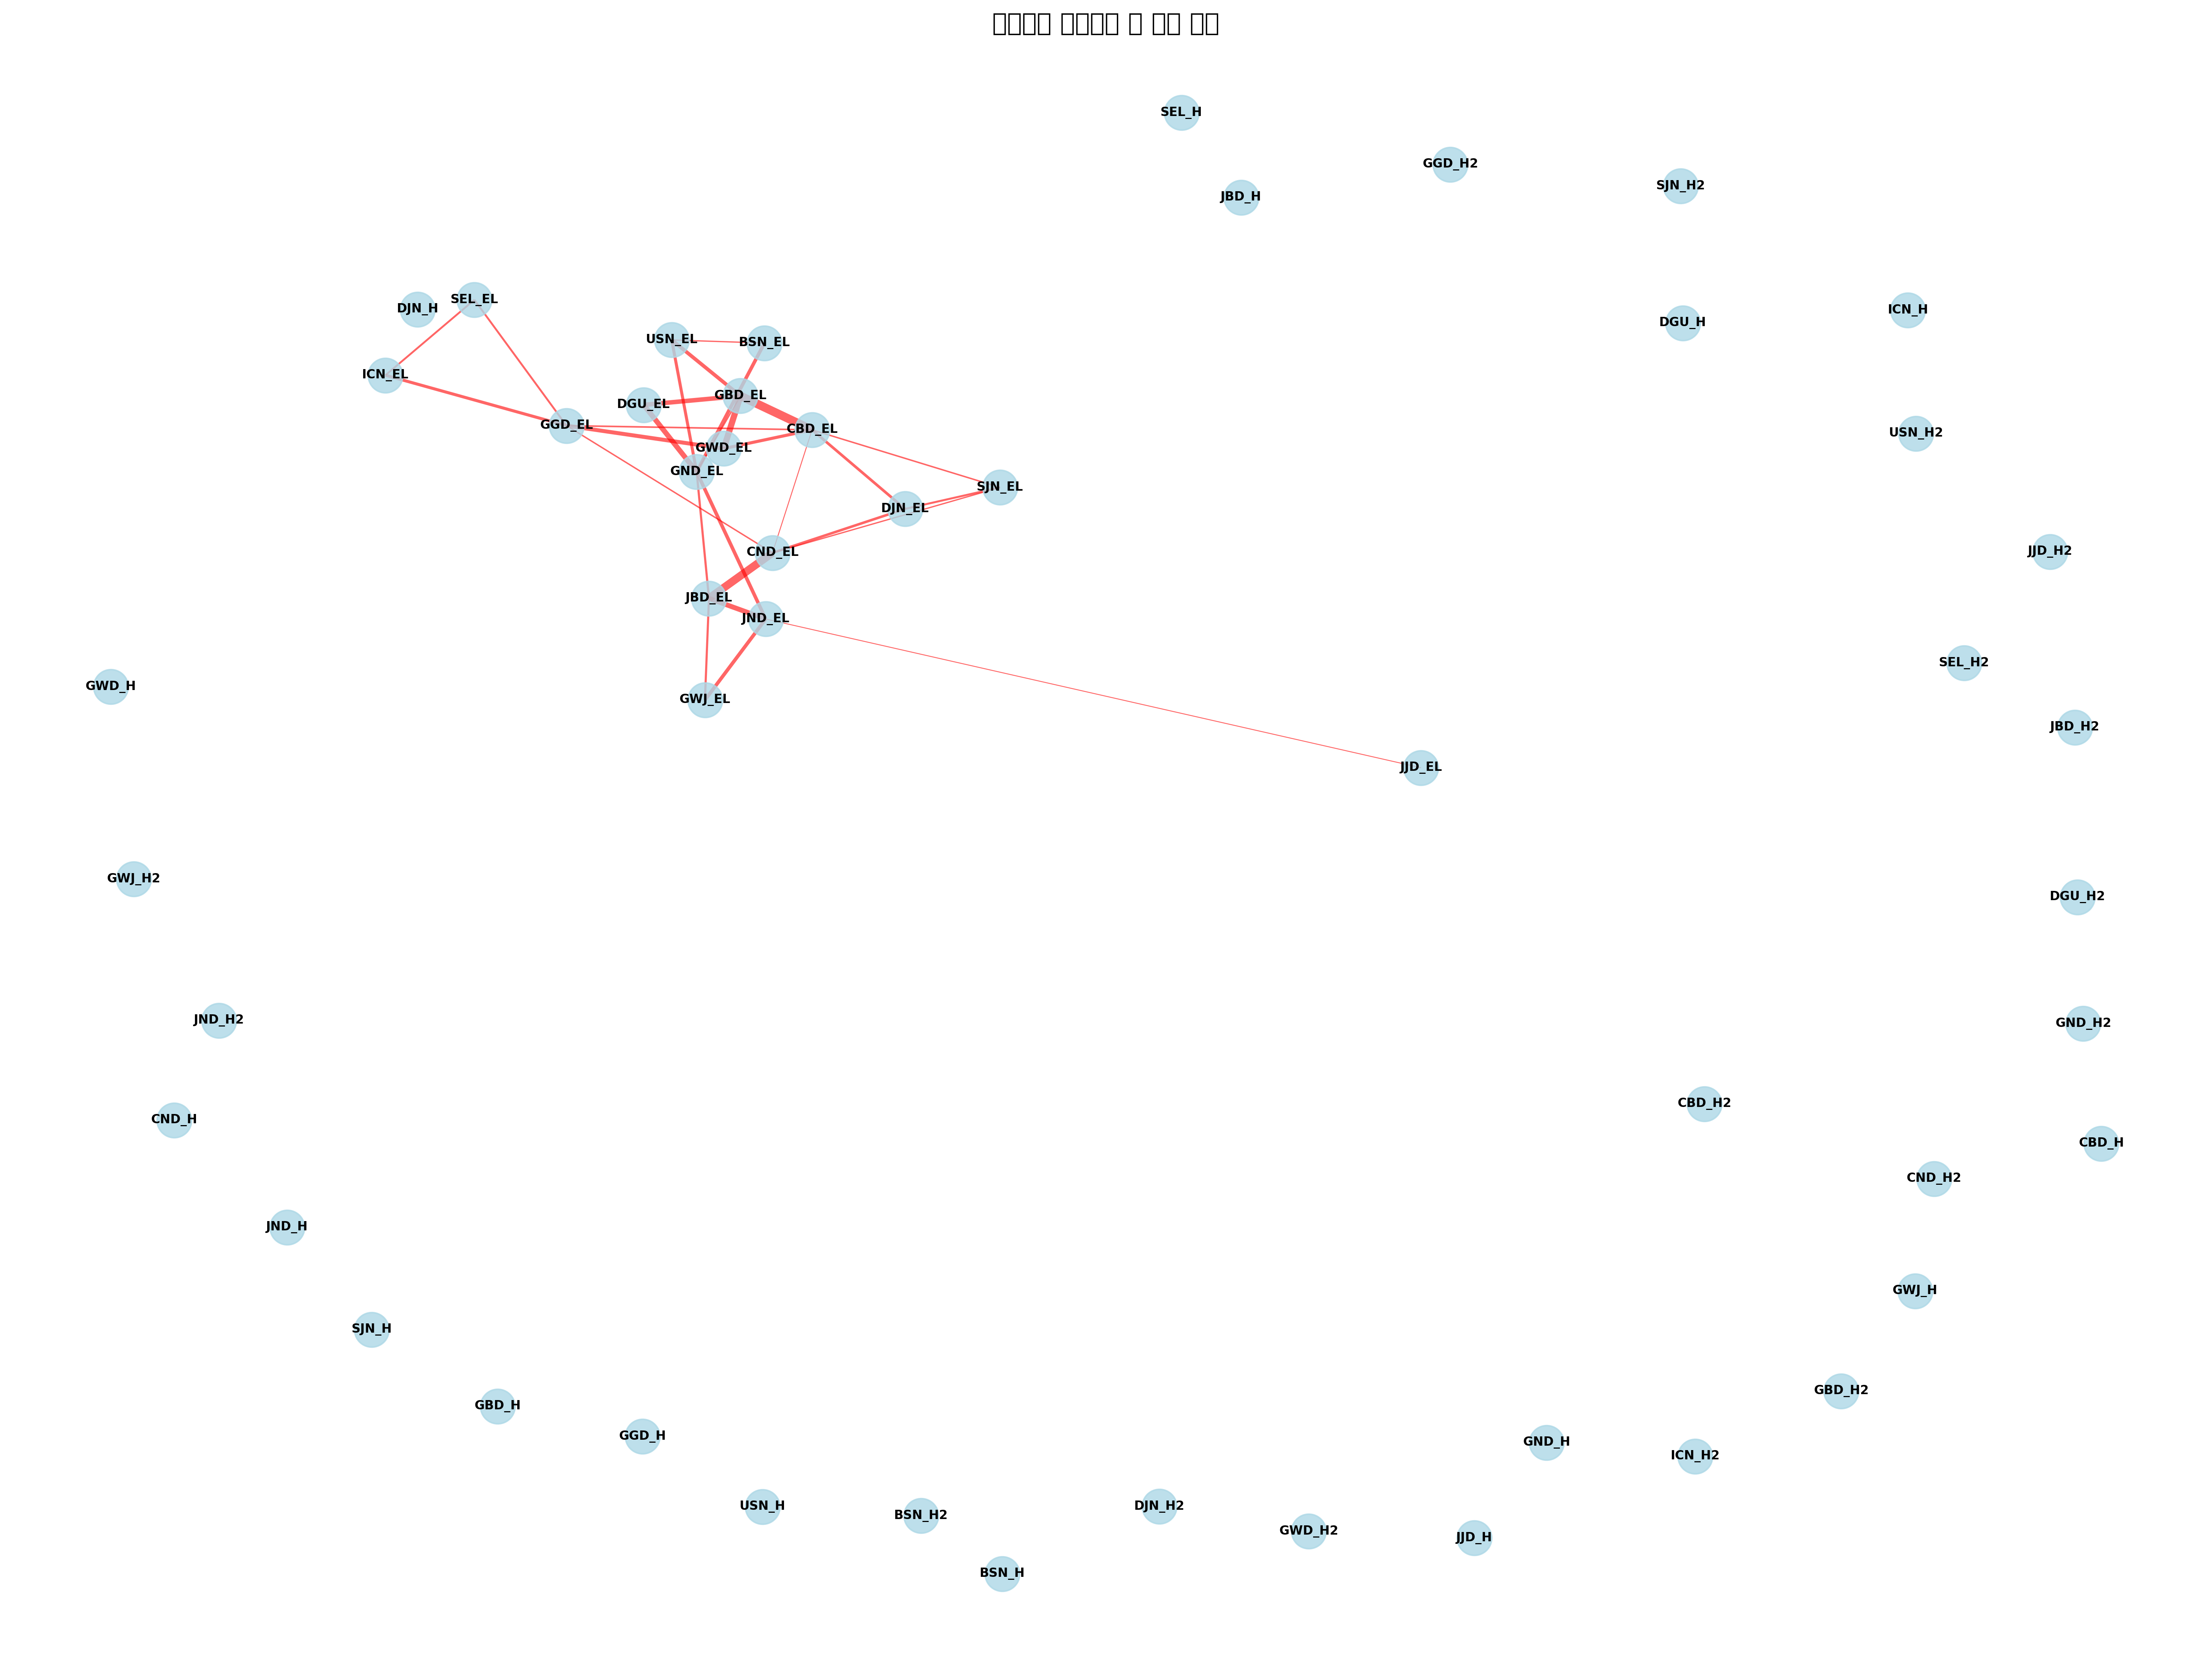 SEL_H
GGD_H2
SJN_H2
JBD_H
SEL_EL
DJN_H
ICN_H
DGU_H
USN_EL
BSN_EL
ICN_EL
GBD_EL
DGU_EL
GGD_EL
CBD_EL
USN_H2
GWD_EL
GND_EL
SJN_EL
DJN_EL
CND_EL
JJD_H2
JBD_EL
JND_EL
SEL_H2
GWD_H
GWJ_EL
JBD_H2
JJD_EL
GWJ_H2
DGU_H2
JND_H2
GND_H2
CBD_H2
CND_H
CBD_H
CND_H2
JND_H
GWJ_H
SJN_H
GBD_H2
GBD_H
GGD_H
GND_H
ICN_H2
USN_H
DJN_H2
BSN_H2
GWD_H2
JJD_H
BSN_H